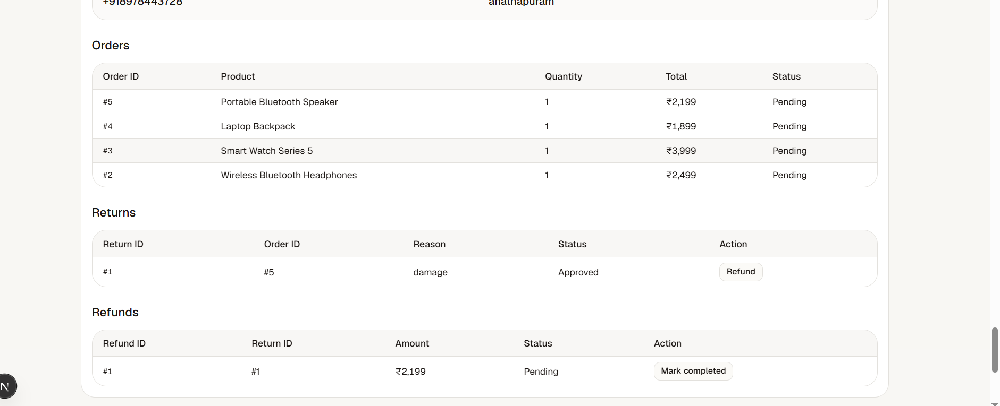 +918978443728 anathapuram
Orders
Order ID Product Quantity Total Status
#5 Portable Bluetooth Speaker 1 ₹2,199 Pending
#4 Laptop Backpack 1 ₹1,899 Pending
#3 Smart Watch Series 5 1 ₹3,999 Pending
#2 Wireless Bluetooth Headphones 1 ₹2,499 Pending
Returns
Return ID Order ID Reason Status Action
#1 #5 damage Approved Refund
Refunds
Refund ID Return ID Amount Status Action
#1 #1 ₹2,199 Pending Mark completed
N